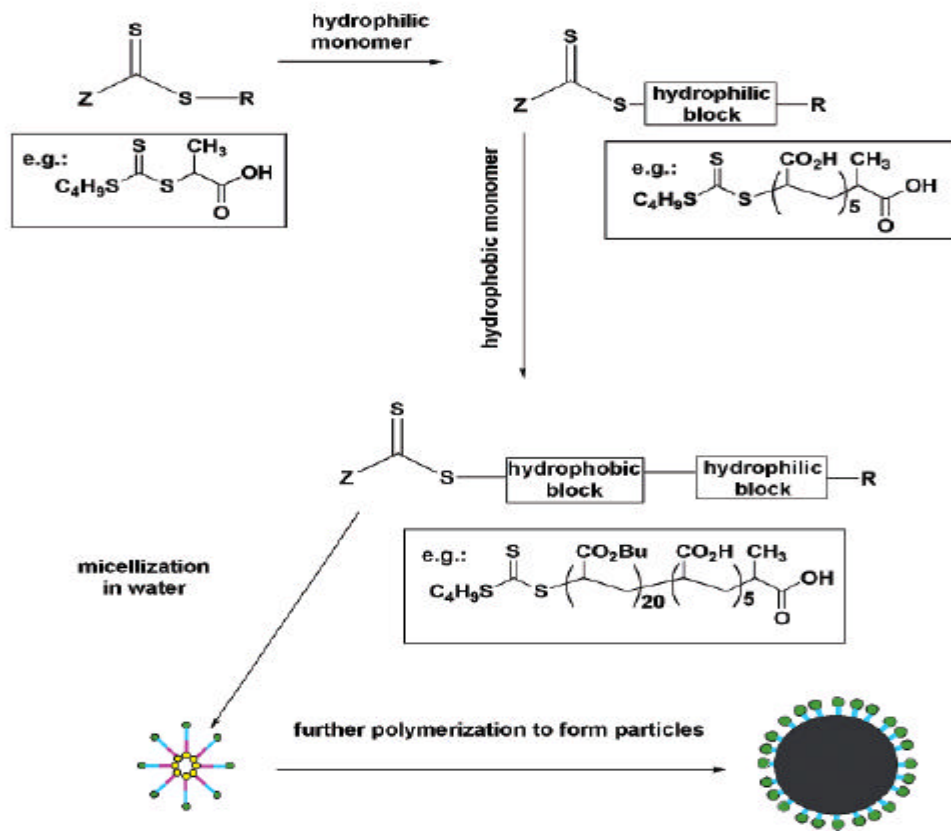 hydrophilic
monomer
S
Z
S
R
e.g.:
S
CH3
C4H9S
S
OH
O
S
Z
S
hydrophilic
block
R
e.g.:
S
CO2H
CH3
C4H9S
S
5
OH
O
hydrophobic monomer
S
Z
S
hydrophobic
block
hydrophilic
block
R
e.g.:
S
CO2Bu
CO2H
CH3
C4H9S
S
20
5
OH
O
micellization
in water
further polymerization to form particles